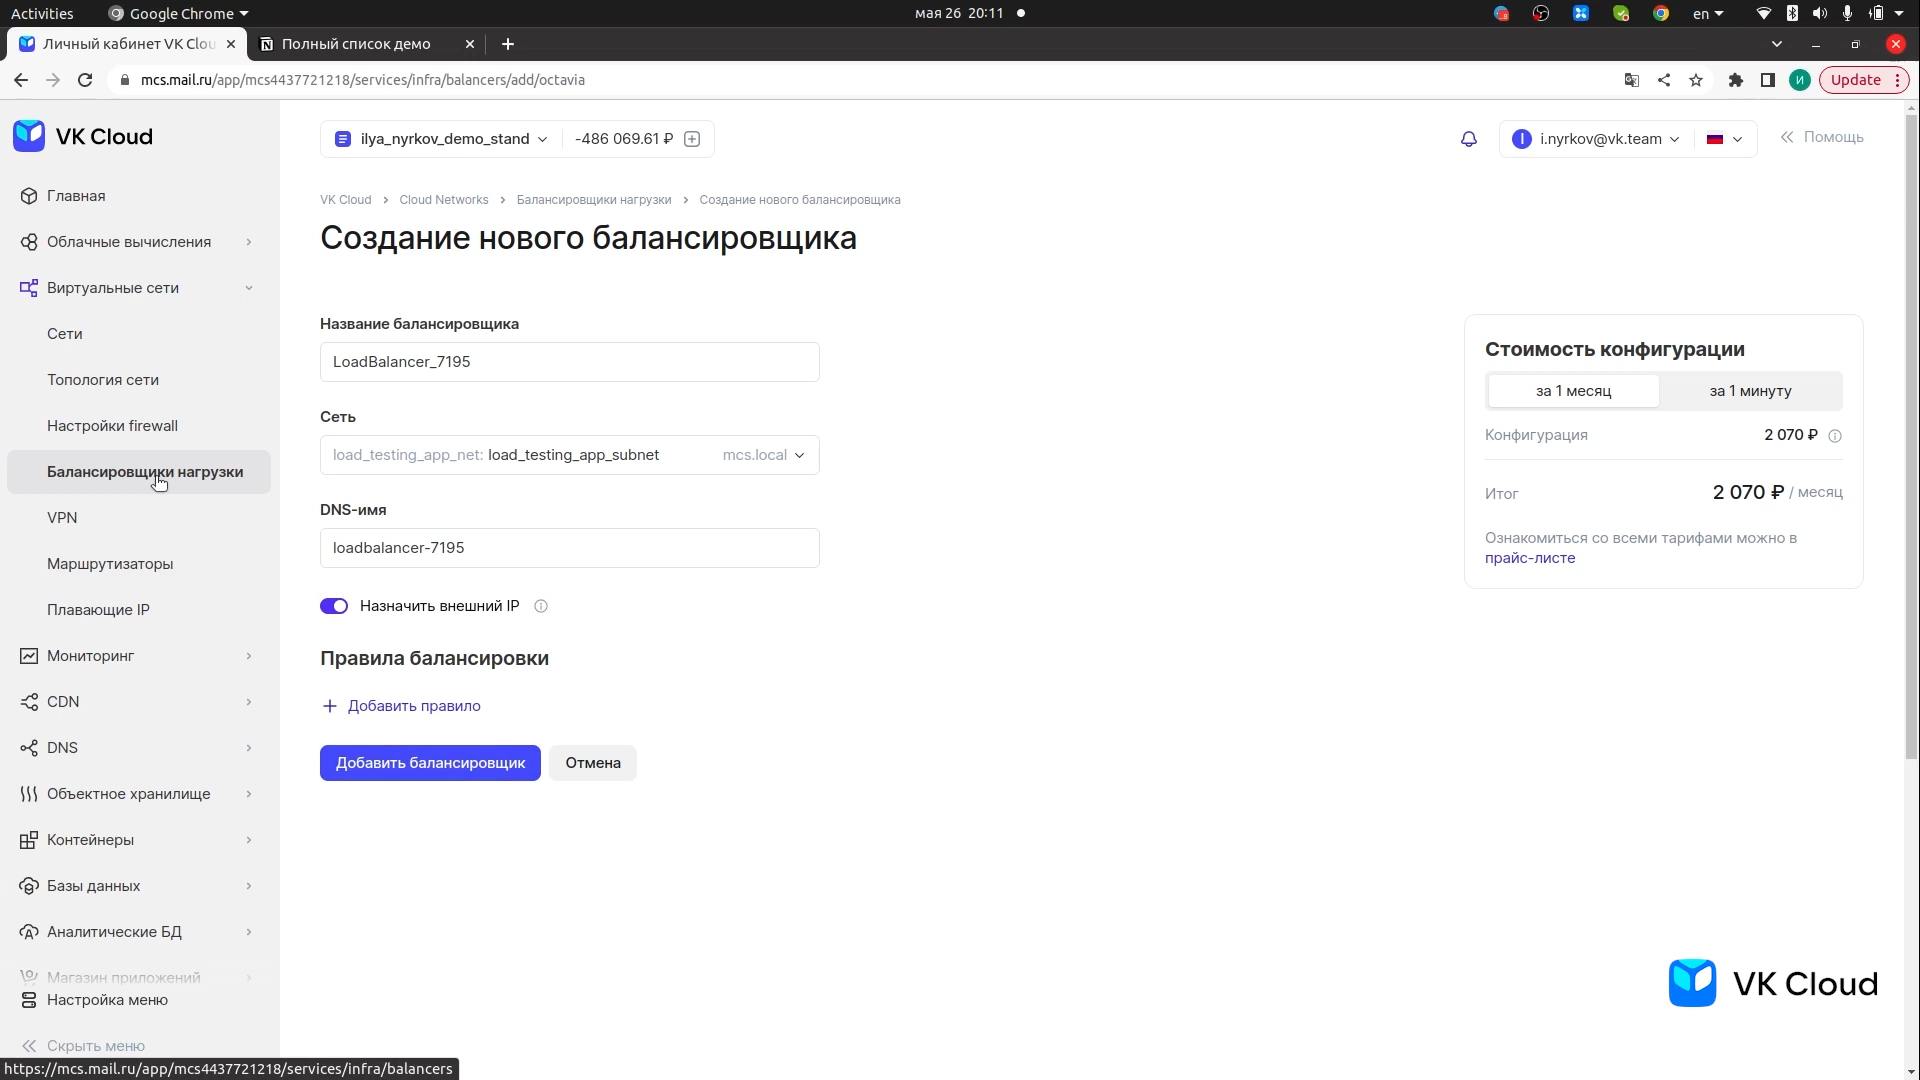 Activities
Google Chrome
мая 26 20:11
en
Личный кабинет VK Clou
Полный список демо
mcs.mail.ru/app/mcs4437721218/services/infra/balancers/add/octavia
И
Update
VK Cloud
ilya_nyrkov_demo_stand
-486 069.61 ₽
I
i.nyrkov@vk.team
Помощь
Главная
Облачные вычисления
Виртуальные сети
Сети
Топология сети
Настройки firewall
Балансировщики нагрузки
VPN
Маршрутизаторы
Плавающие IP
Мониторинг
CDN
DNS
Объектное хранилище
Контейнеры
Базы данных
Аналитические БД
Магазин приложений
Настройка меню
Скрыть меню
VK Cloud > Cloud Networks > Балансировщики нагрузки > Создание нового балансировщика
Создание нового балансировщика
Название балансировщика
LoadBalancer_7195
Сеть
load_testing_app_net: load_testing_app_subnet mcs.local
DNS-имя
loadbalancer-7195
Назначить внешний IP
Правила балансировки
Добавить правило
Добавить балансировщик
Отмена
Стоимость конфигурации
за 1 месяц
за 1 минуту
Конфигурация 2 070 ₽
Итог 2 070 ₽ / месяц
Ознакомиться со всеми тарифами можно в
прайс-листе
VK Cloud
https://mcs.mail.ru/app/mcs4437721218/services/infra/balancers